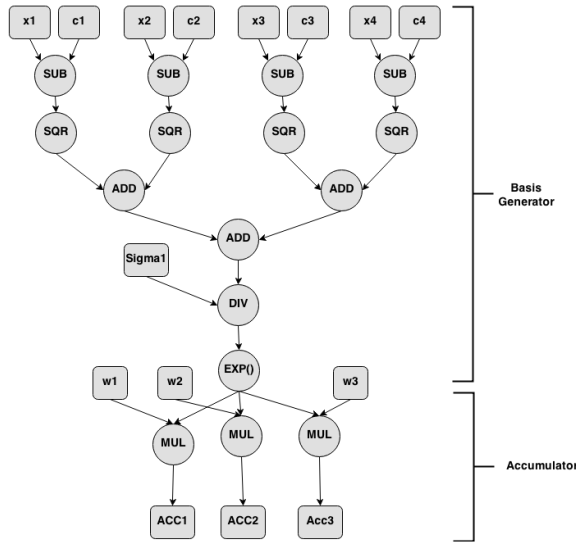 x1 c1 x2 c2 x3 c3 x4 c4
SUB SUB SUB SUB
SQR SQR SQR SQR
ADD ADD
Basis
Generator
ADD
Sigma1
DIV
EXP()
w1 w2 w3
MUL MUL MUL
Accumulator
ACC1 ACC2 Acc3